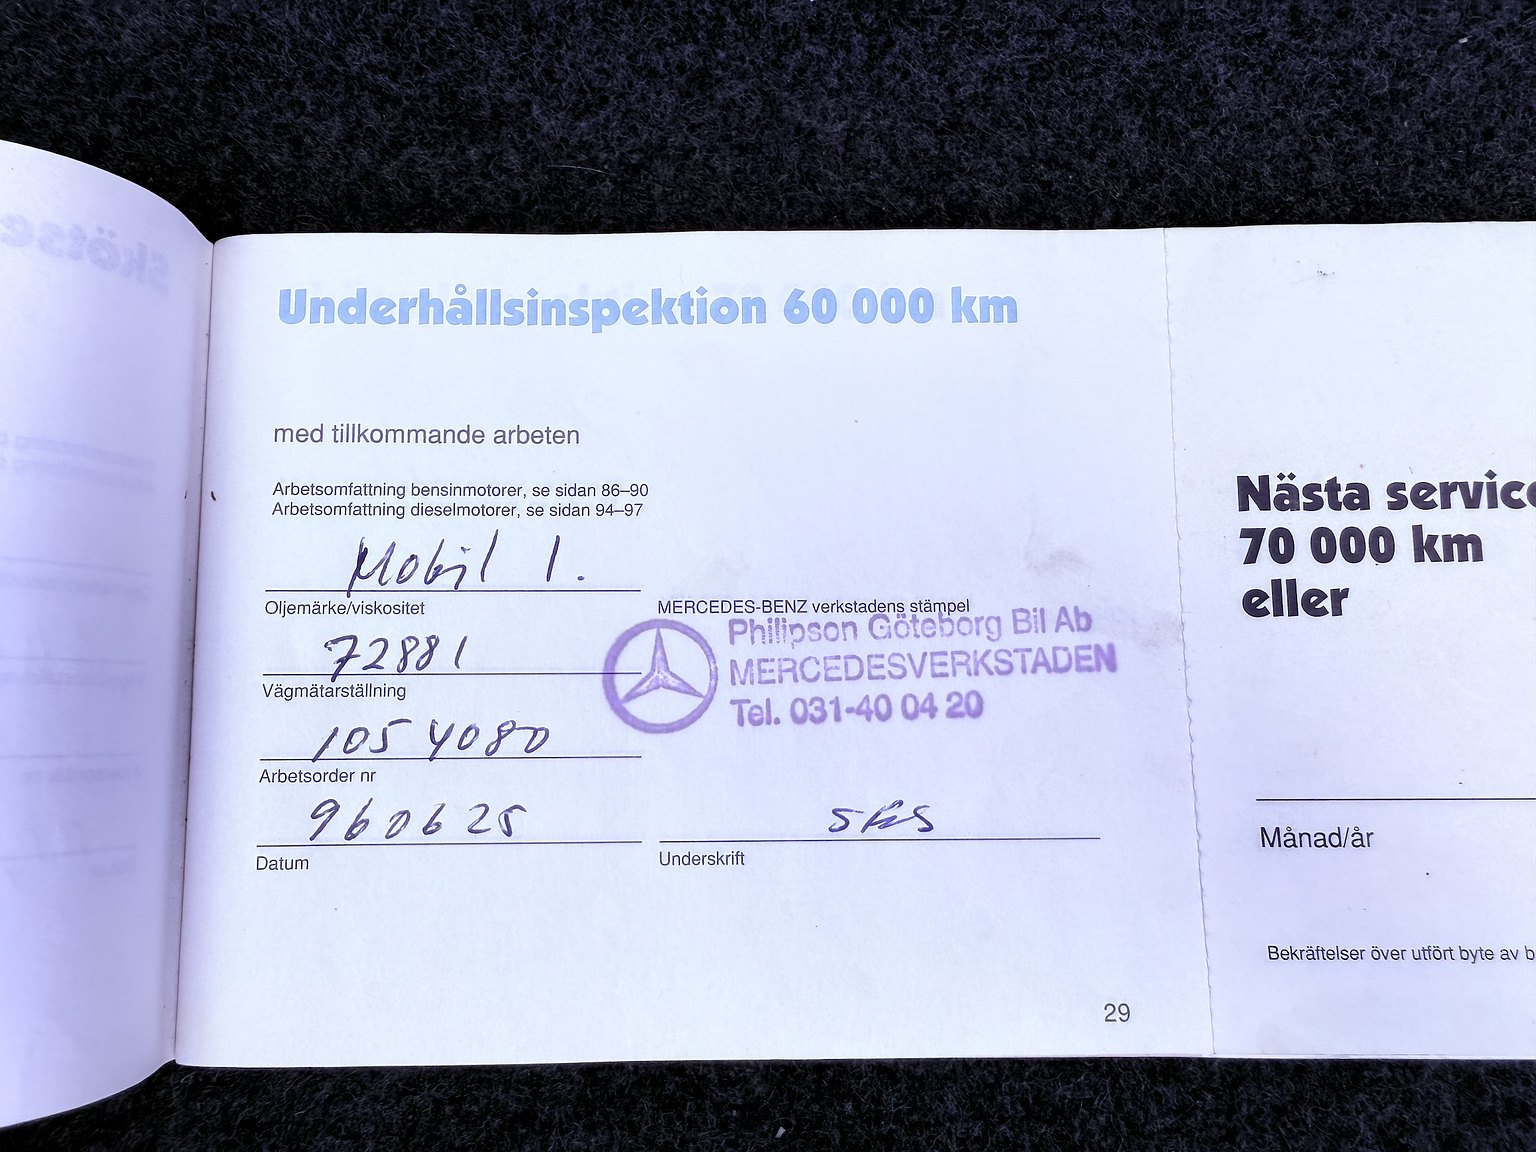 Underhållsinspektion 60 000 km
med tillkommande arbeten
Arbetsomfattning bensinmotorer, se sidan 86–90
Arbetsomfattning dieselmotorer, se sidan 94–97
Mobil 1.
Oljemärke/viskositet
72881
Vägmätarställning
105 4080
Arbetsorder nr
960625
Datum
MERCEDES-BENZ verkstadens stämpel
Philipson Göteborg Bil Ab
MERCEDESVERKSTADEN
Tel. 031-40 04 20
Underskrift
29
Nästa service
70 000 km
eller
Månad/år
Bekräftelser över utfört byte av b